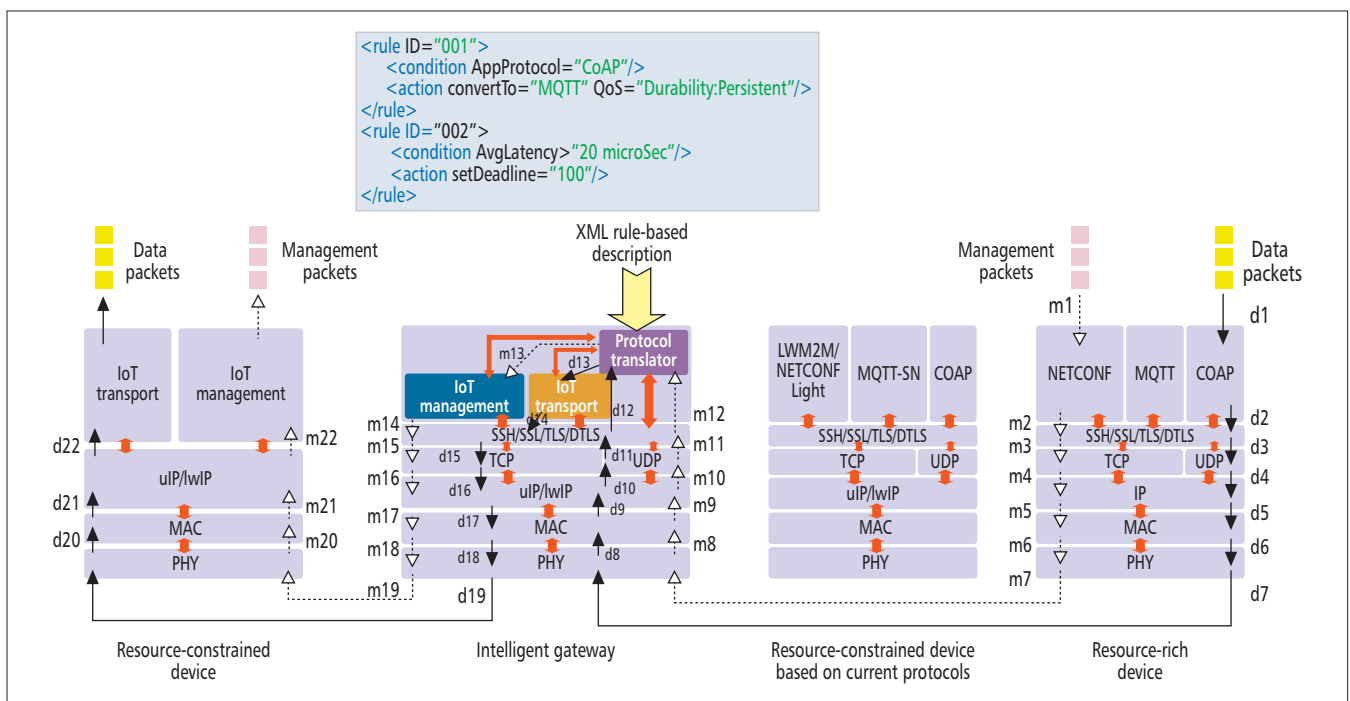 <rule ID="001">
<condition AppProtocol="CoAP"/>
<action convertTo="MQTT" QoS="Durability:Persistent"/>
</rule>
<rule ID="002">
<condition AvgLatency>"20 microSec"/>
<action setDeadline="100"/>
</rule>
Data
packets
Management
packets
XML rule-based
description
Management
packets
Data
packets
m1
d1
IoT
transport
IoT
management
d22
m22
uIP/lwIP
d21
m21
MAC
d20
m20
PHY
Protocol
translator
m13
d13
IoT
management
IoT
transport
d12
m12
m14
d14
SSH/SSL/TLS/DTLS
m15
m11
d15
TCP
d11
UDP
m16
m10
d16
uIP/lwIP
d10
d9
m9
m17
d17
MAC
m18
m8
d18
d8
PHY
m19
d19
LWM2M/
NETCONF
Light
MQTT-SN
COAP
SSH/SSL/TLS/DTLS
TCP
UDP
uIP/lwIP
MAC
PHY
NETCONF
MQTT
COAP
m2
d2
SSH/SSL/TLS/DTLS
m3
d3
TCP
UDP
m4
d4
IP
m5
d5
MAC
m6
d6
PHY
m7
d7
Resource-constrained
device
Intelligent gateway
Resource-constrained device
based on current protocols
Resource-rich
device